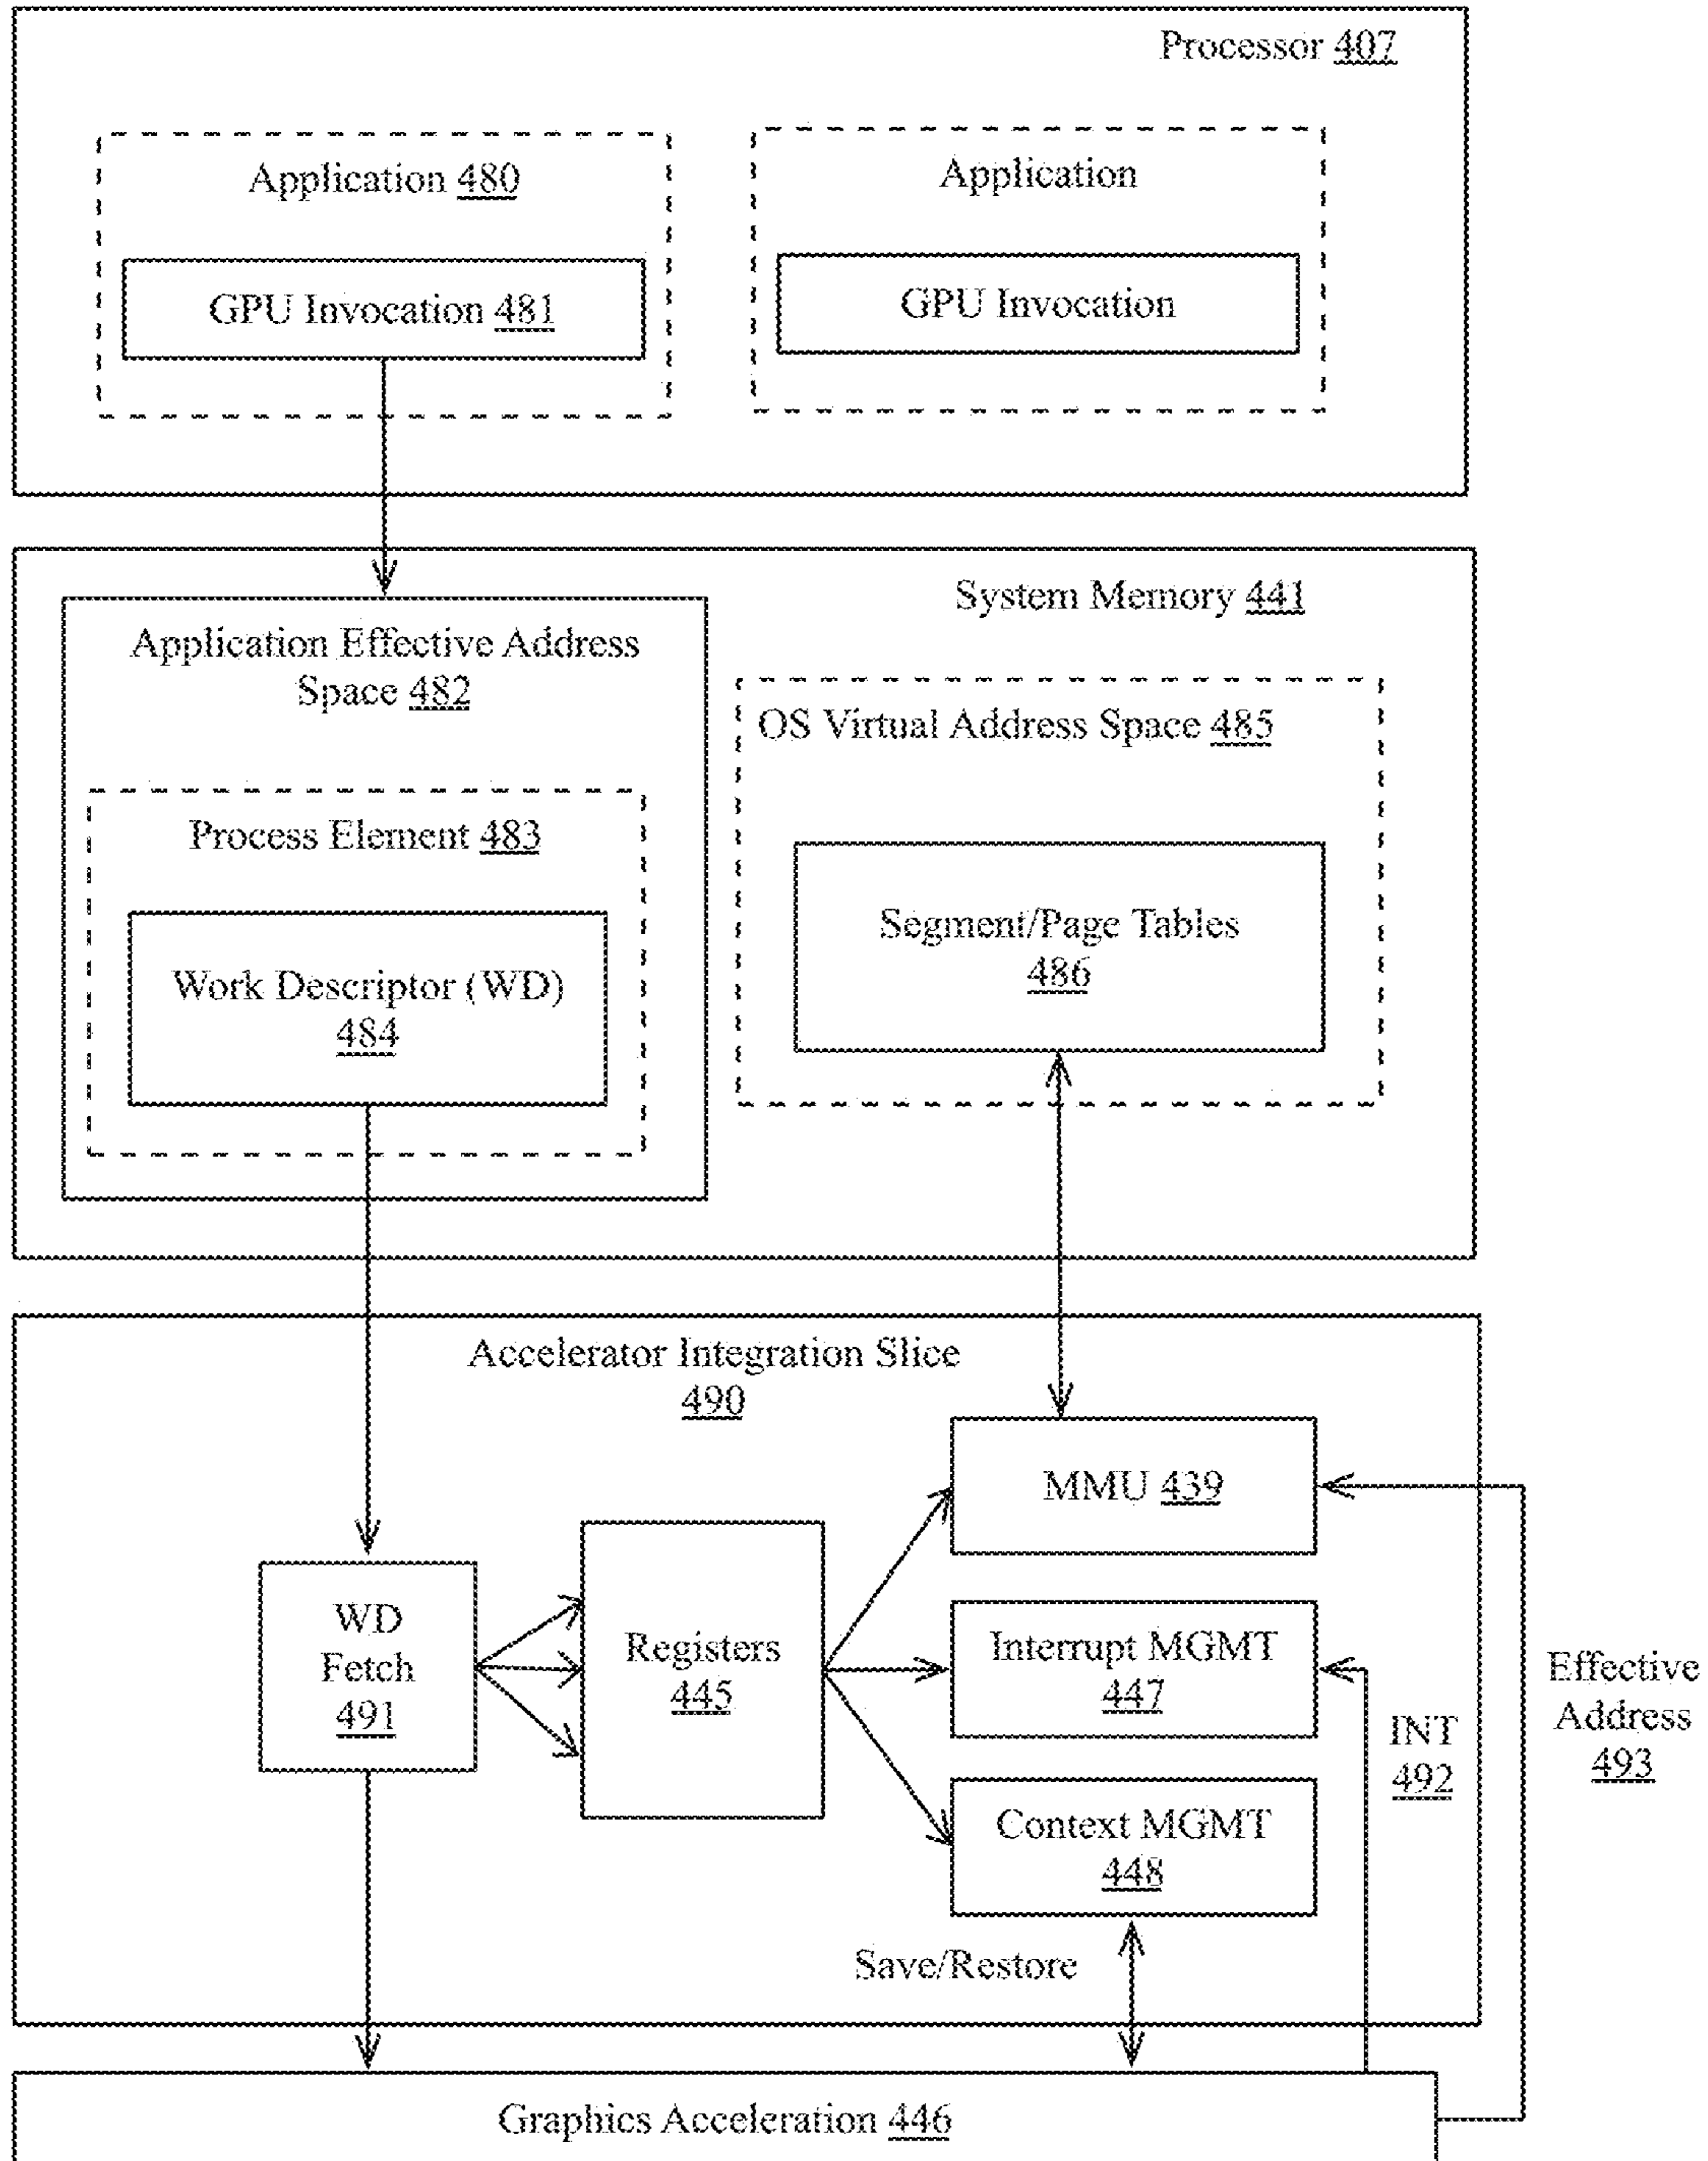 Processor 407
Application 480
Application
GPU Invocation 481
GPU Invocation
System Memory 441
Application Effective Address
Space 482
OS Virtual Address Space 485
Process Element 483
Segment/Page Tables
486
Work Descriptor (WD)
484
Accelerator Integration Slice
490
MMU 439
WD
Fetch
491
Registers
445
Interrupt MGMT
447
Effective
Address
493
INT
492
Context MGMT
448
Save/Restore
Graphics Acceleration 446